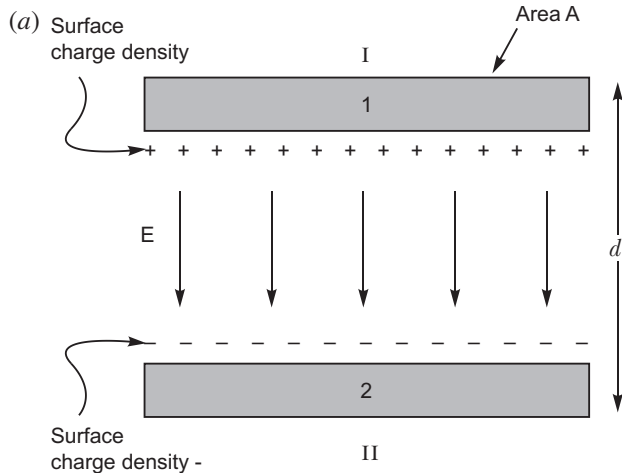 (a)
Surface
charge density
Area A
I
1
+ + + + + + + + + + + + + +
E
d
– – – – – – – – – – – – –
2
Surface
charge density -
II